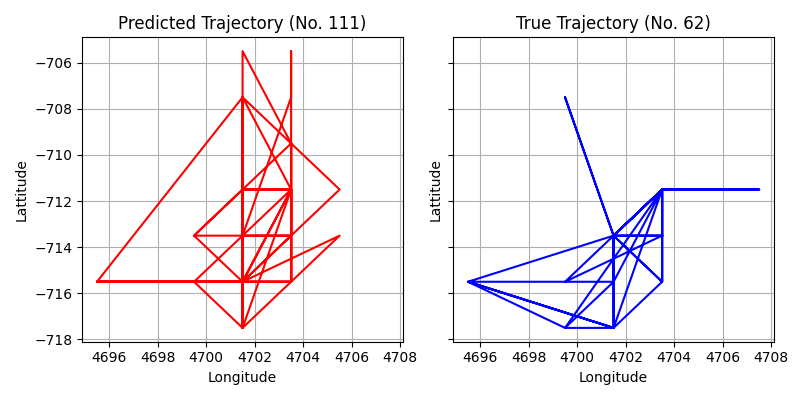 Predicted Trajectory (No. 111)
True Trajectory (No. 62)
−706
−708
−710
−712
−714
−716
−718
Lattitude
Lattitude
4696 4698 4700 4702 4704 4706 4708
4696 4698 4700 4702 4704 4706 4708
Longitude
Longitude